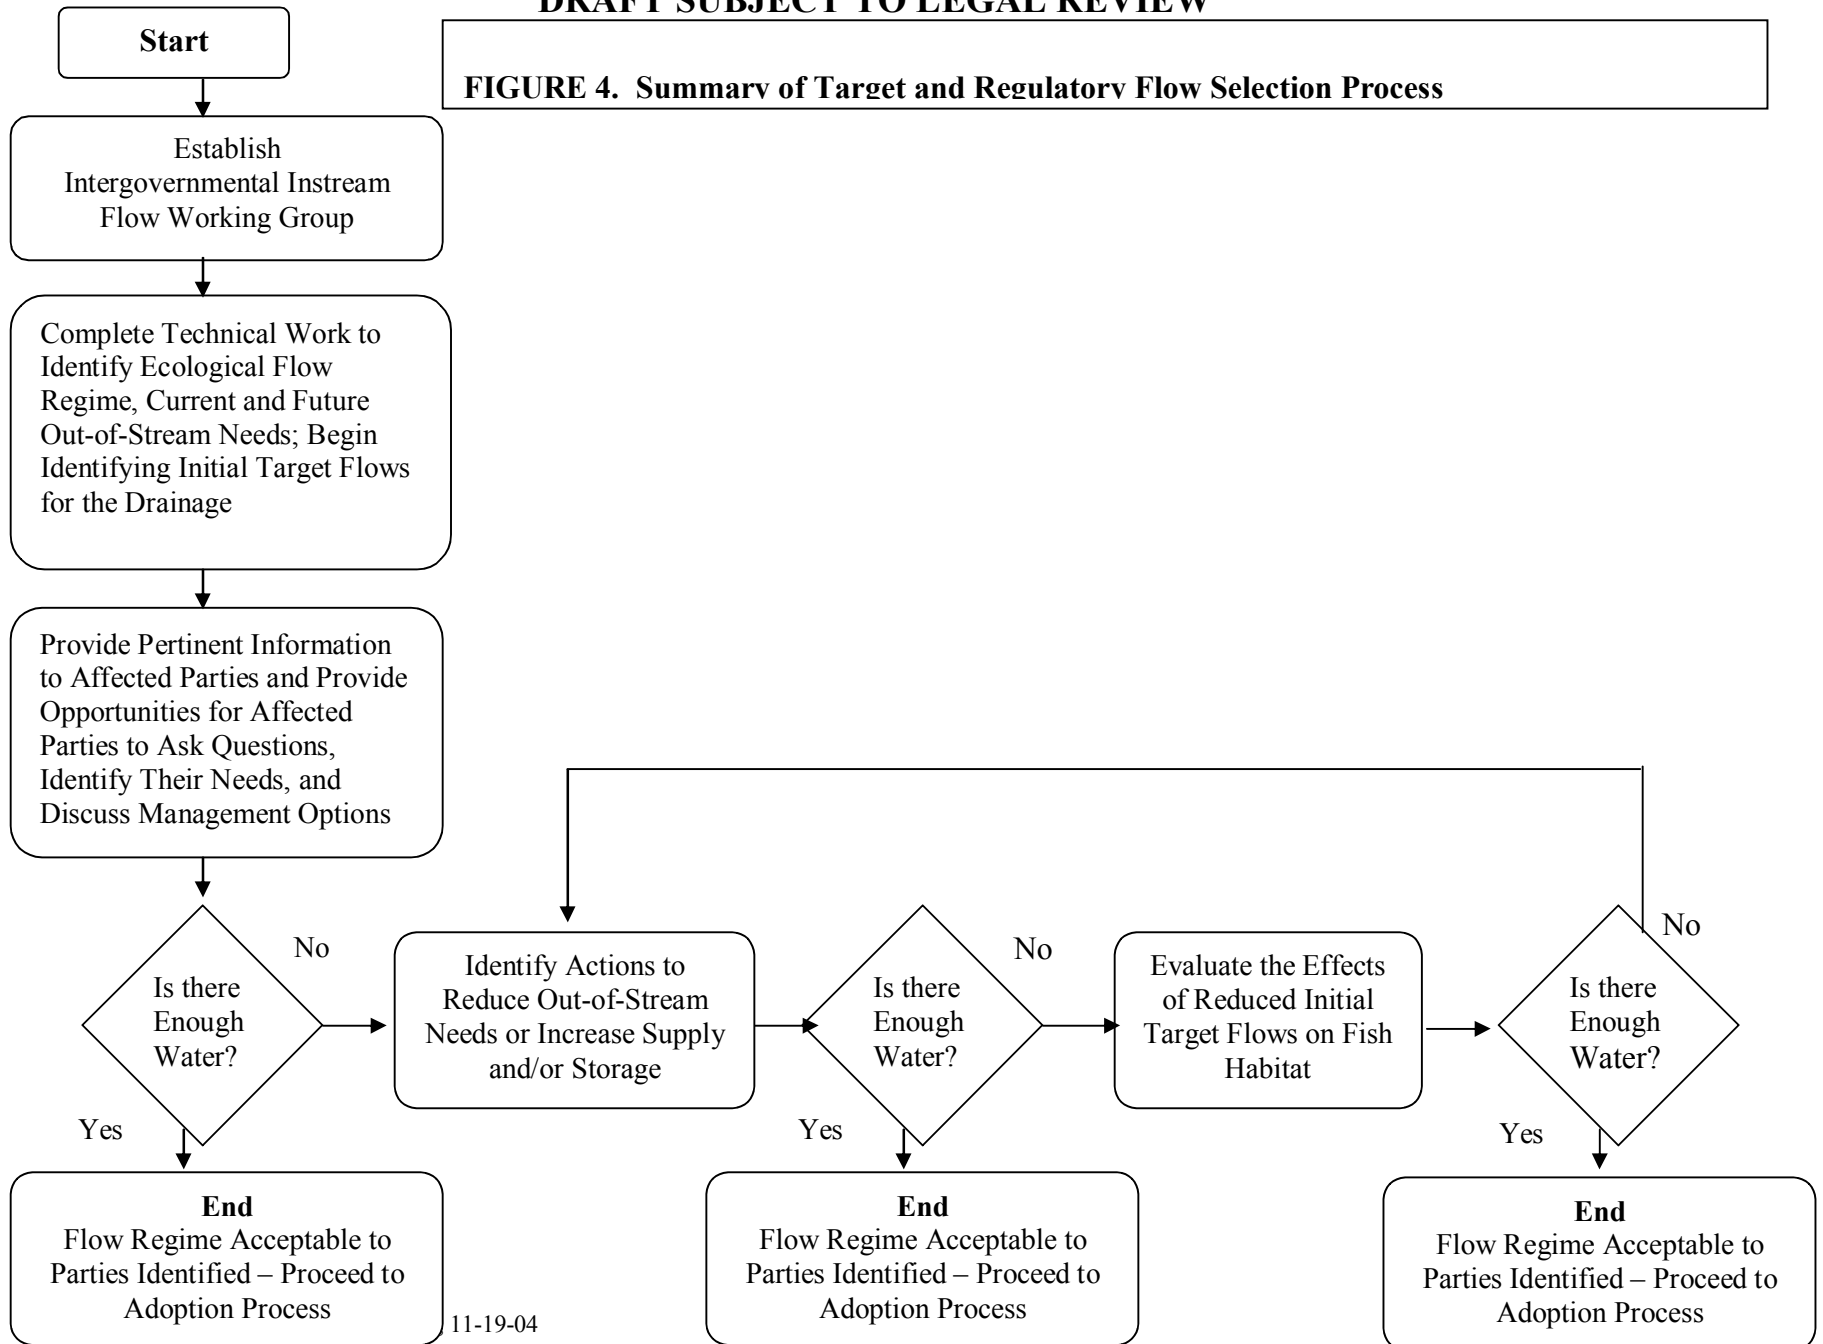 DRAFT SUBJECT TO LEGAL REVIEW
Start
FIGURE 4. Summary of Target and Regulatory Flow Selection Process
Establish
Intergovernmental Instream
Flow Working Group
Complete Technical Work to
Identify Ecological Flow
Regime, Current and Future
Out-of-Stream Needs; Begin
Identifying Initial Target Flows
for the Drainage
Provide Pertinent Information
to Affected Parties and Provide
Opportunities for Affected
Parties to Ask Questions,
Identify Their Needs, and
Discuss Management Options
Is there
Enough
Water?
No
Yes
Identify Actions to
Reduce Out-of-Stream
Needs or Increase Supply
and/or Storage
Is there
Enough
Water?
No
Yes
Evaluate the Effects
of Reduced Initial
Target Flows on Fish
Habitat
Is there
Enough
Water?
No
Yes
End
Flow Regime Acceptable to
Parties Identified – Proceed to
Adoption Process
End
Flow Regime Acceptable to
Parties Identified – Proceed to
Adoption Process
End
Flow Regime Acceptable to
Parties Identified – Proceed to
Adoption Process
11-19-04